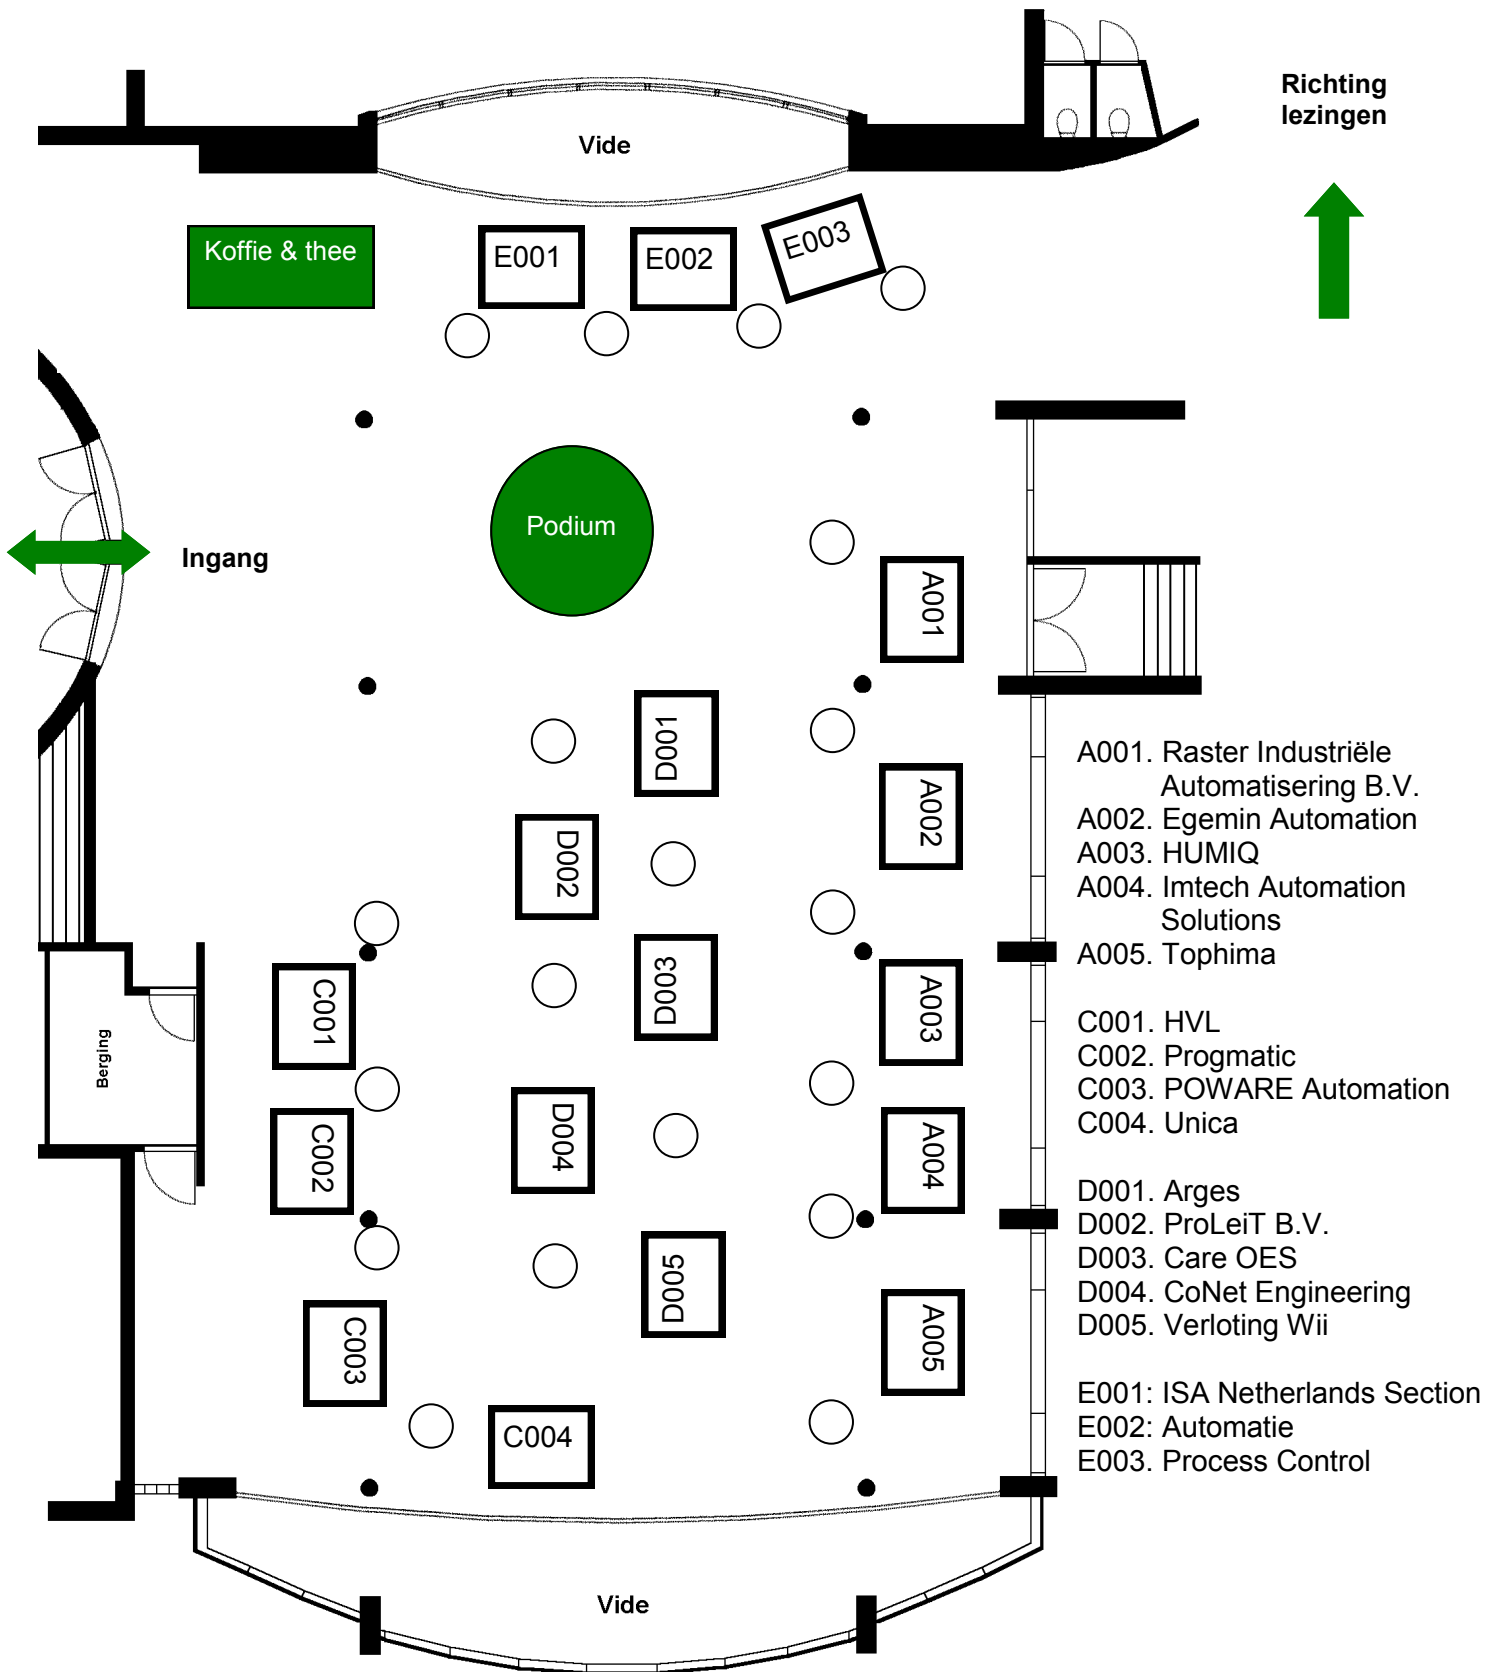 Richting
lezingen
Vide
Koffie & thee
E001
E002
E003
Podium
Ingang
A001
D001
A002
D002
D003
A003
C001
Berging
D004
A004
C002
D005
A005
C003
C004
A001. Raster Industriële
Automatisering B.V.
A002. Egemin Automation
A003. HUMIQ
A004. Imtech Automation
Solutions
A005. Tophima
C001. HVL
C002. Progmatic
C003. POWARE Automation
C004. Unica
D001. Arges
D002. ProLeiT B.V.
D003. Care OES
D004. CoNet Engineering
D005. Verloting Wii
E001: ISA Netherlands Section
E002: Automatie
E003. Process Control
Vide